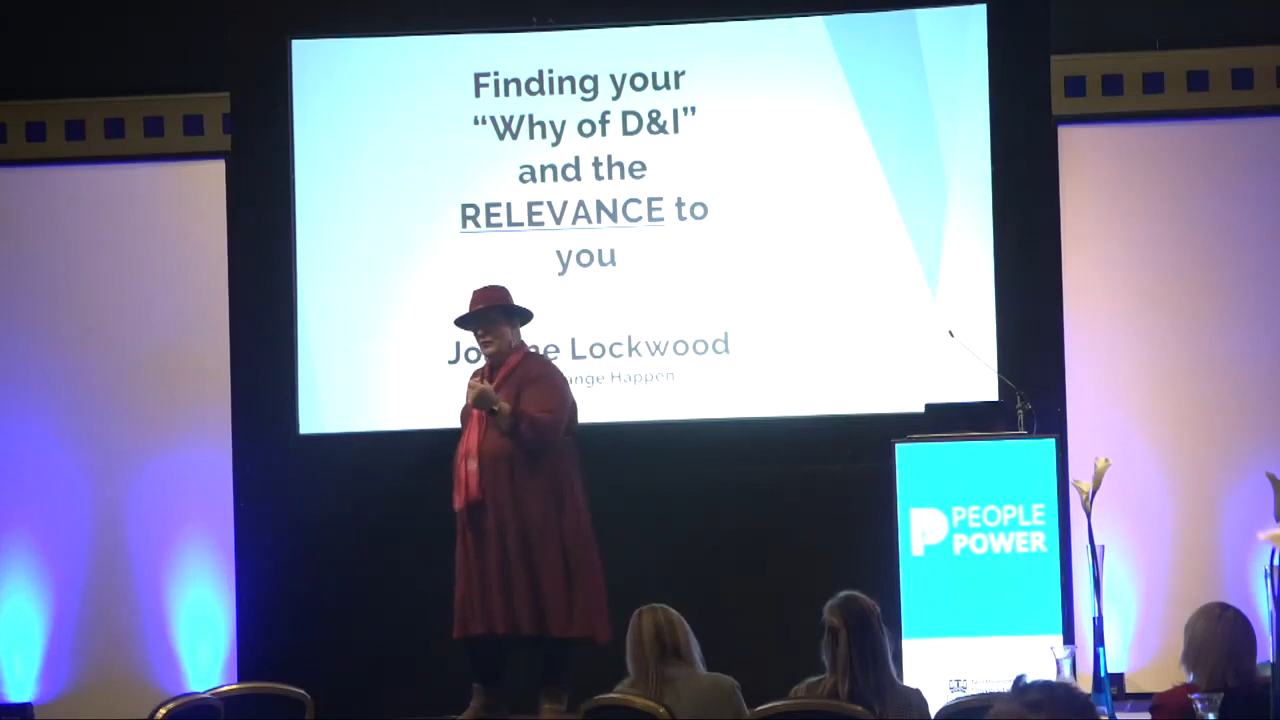 Finding your
“Why of D&I”
and the
RELEVANCE to
you
Lockwood
Happen
PEOPLE
POWER